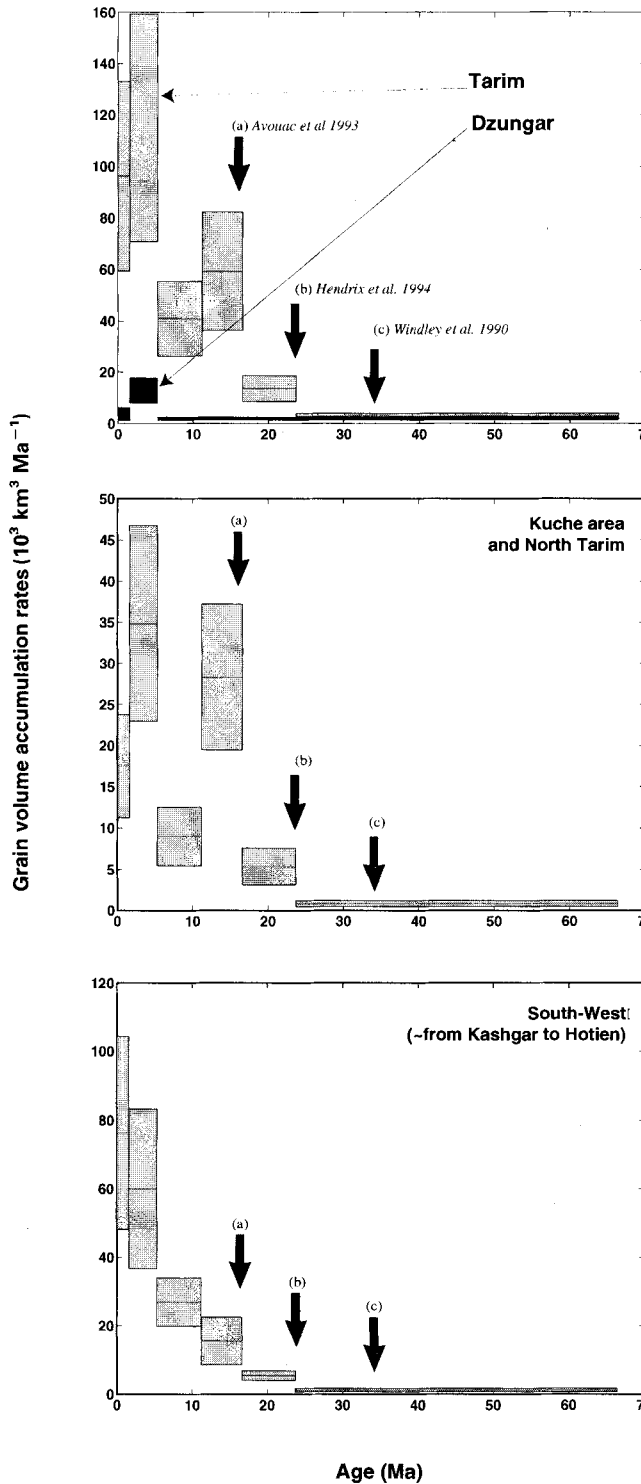 Grain volume accumulation rates (10³ km³ Ma⁻¹)
160
140
120
100
80
60
40
20
0
Tarim
Dzungar
(a) Avouac et al 1993
(b) Hendrix et al. 1994
(c) Windley et al. 1990
0 10 20 30 40 50 60 7
50
45
40
35
30
25
20
15
10
5
0
Kuche area
and North Tarim
(a)
(b)
(c)
0 10 20 30 40 50 60 7
120
100
80
60
40
20
0
South-West
(~from Kashgar to Hotien)
(a)
(b)
(c)
0 10 20 30 40 50 60 7
Age (Ma)